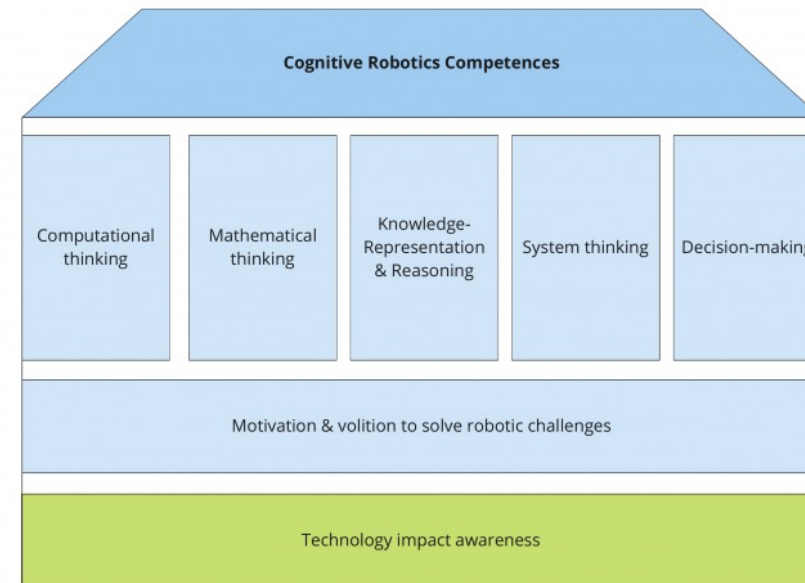 Cognitive Robotics Competences
Computational
thinking
Mathematical
thinking
Knowledge-
Representation
& Reasoning
System thinking
Decision-making
Motivation & volition to solve robotic challenges
Technology impact awareness